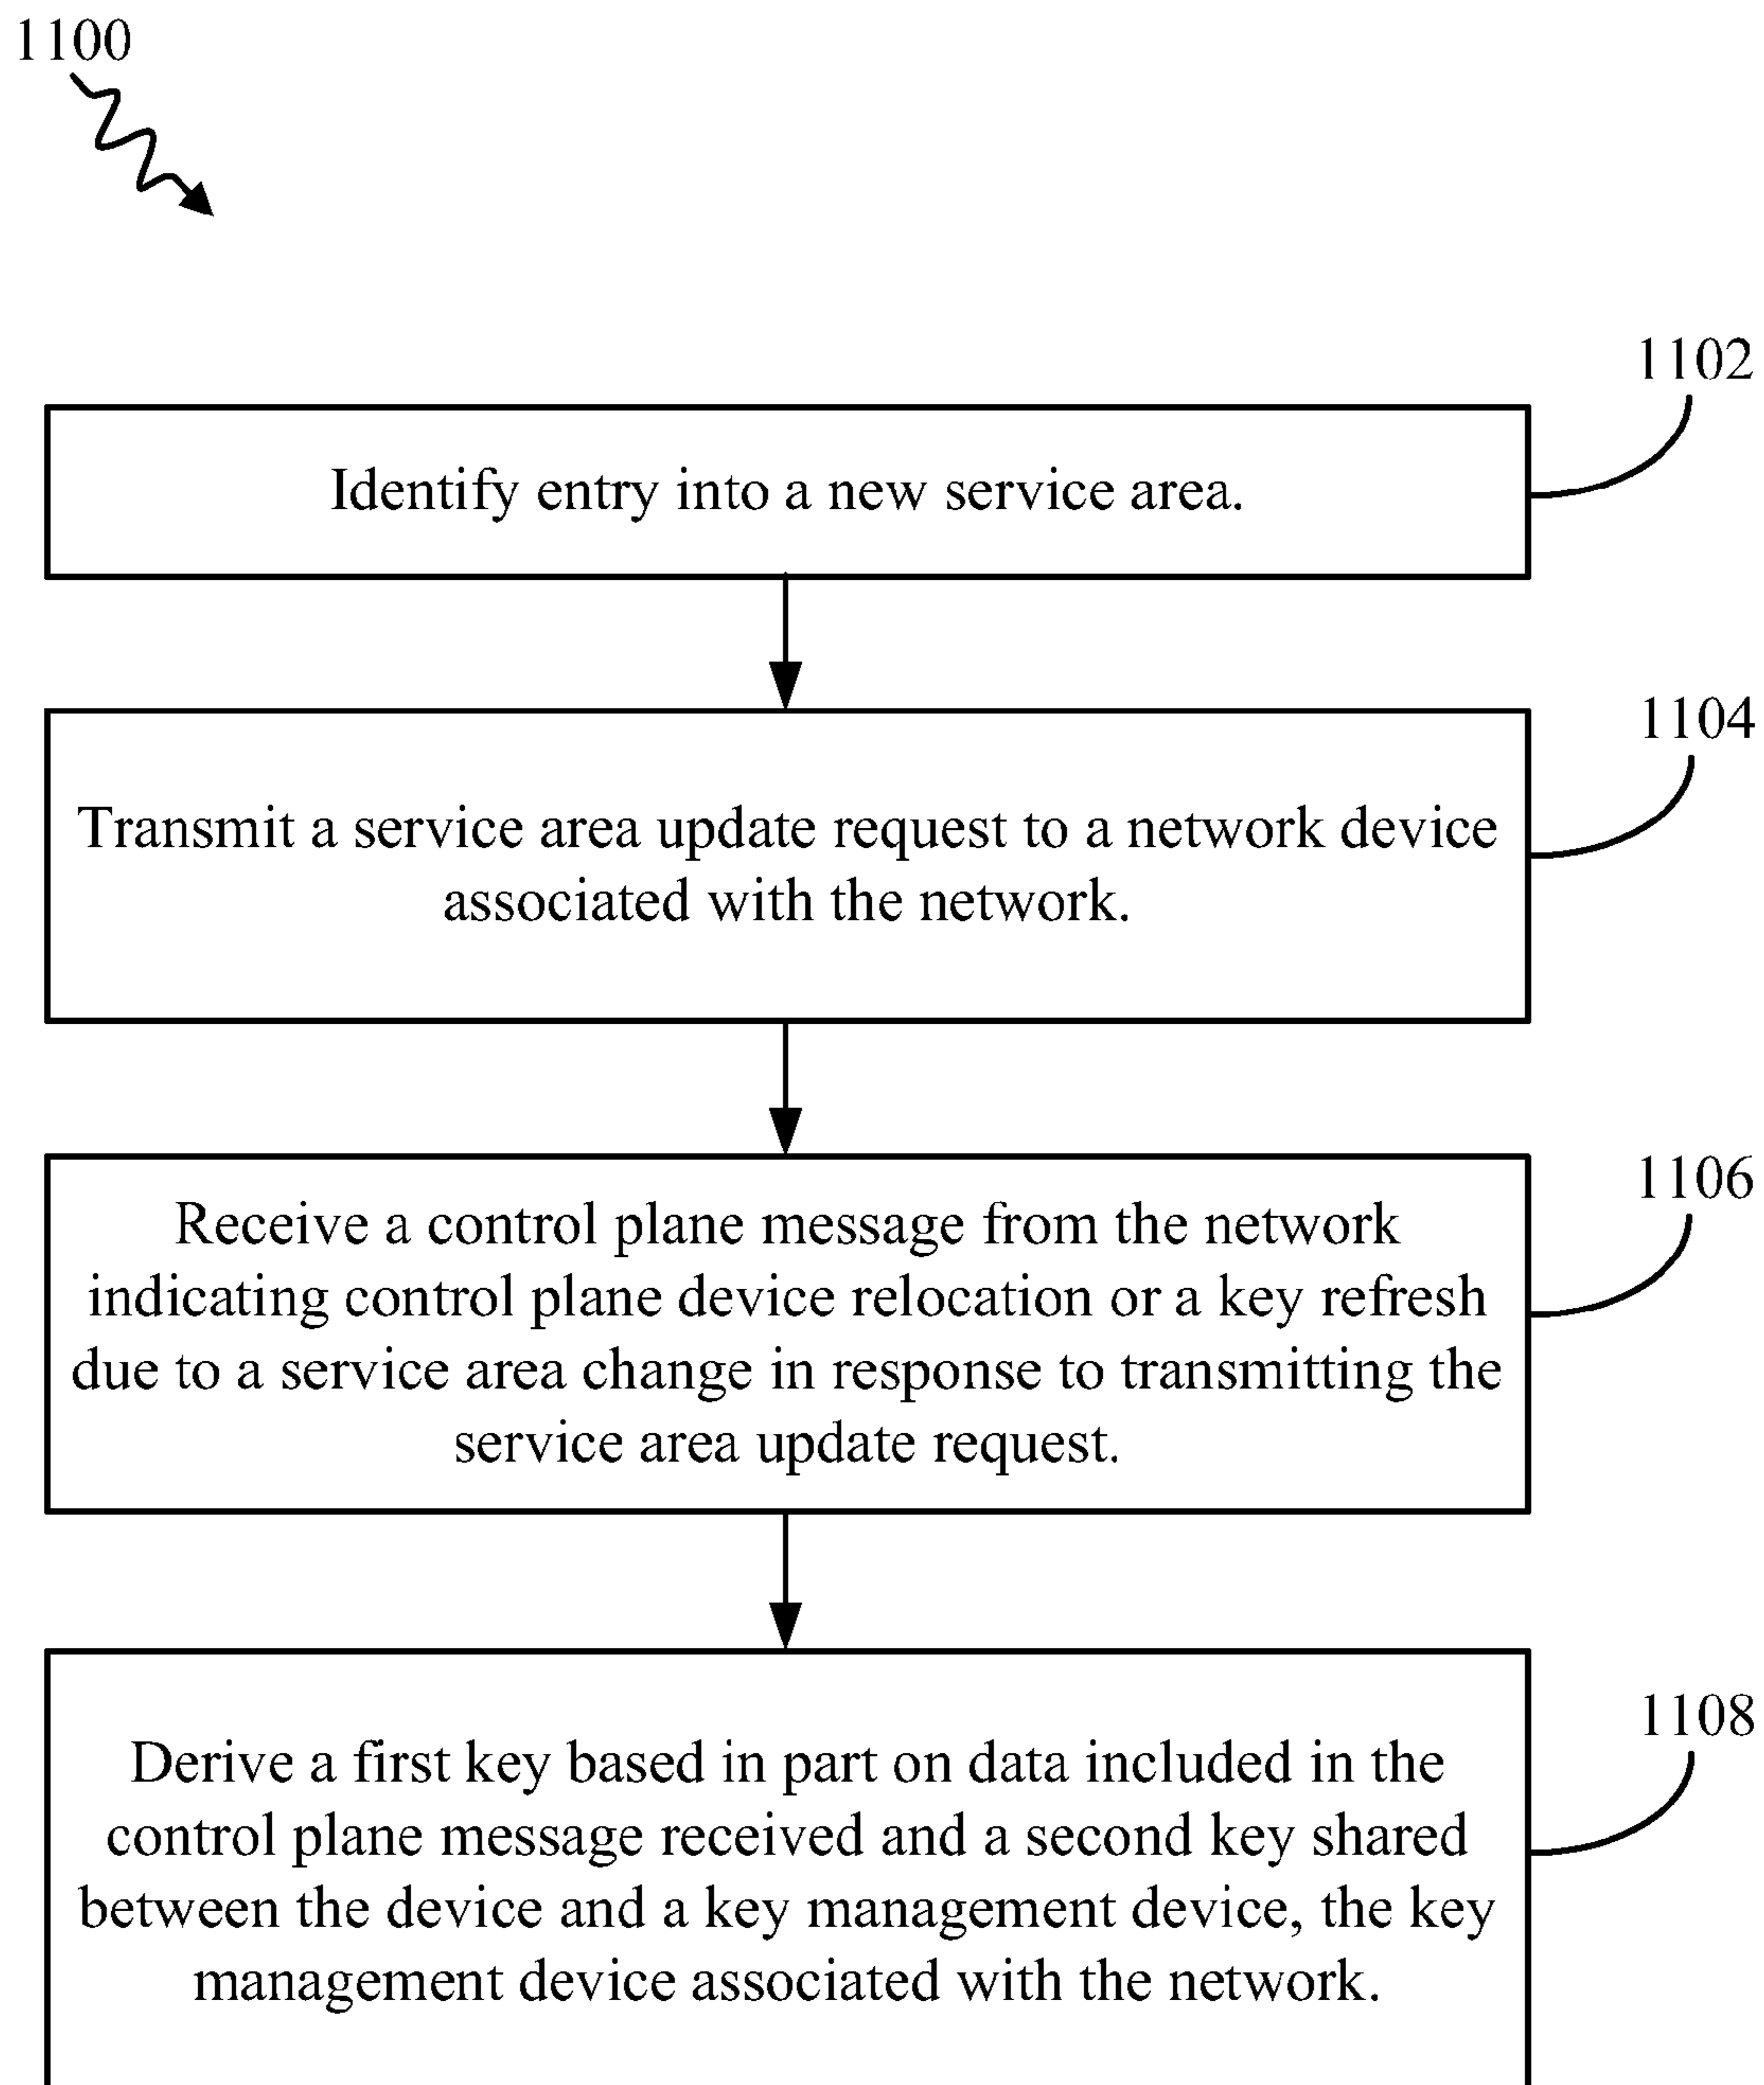 1100
1102
Identify entry into a new service area.
1104
Transmit a service area update request to a network device
associated with the network.
1106
Receive a control plane message from the network
indicating control plane device relocation or a key refresh
due to a service area change in response to transmitting the
service area update request.
1108
Derive a first key based in part on data included in the
control plane message received and a second key shared
between the device and a key management device, the key
management device associated with the network.